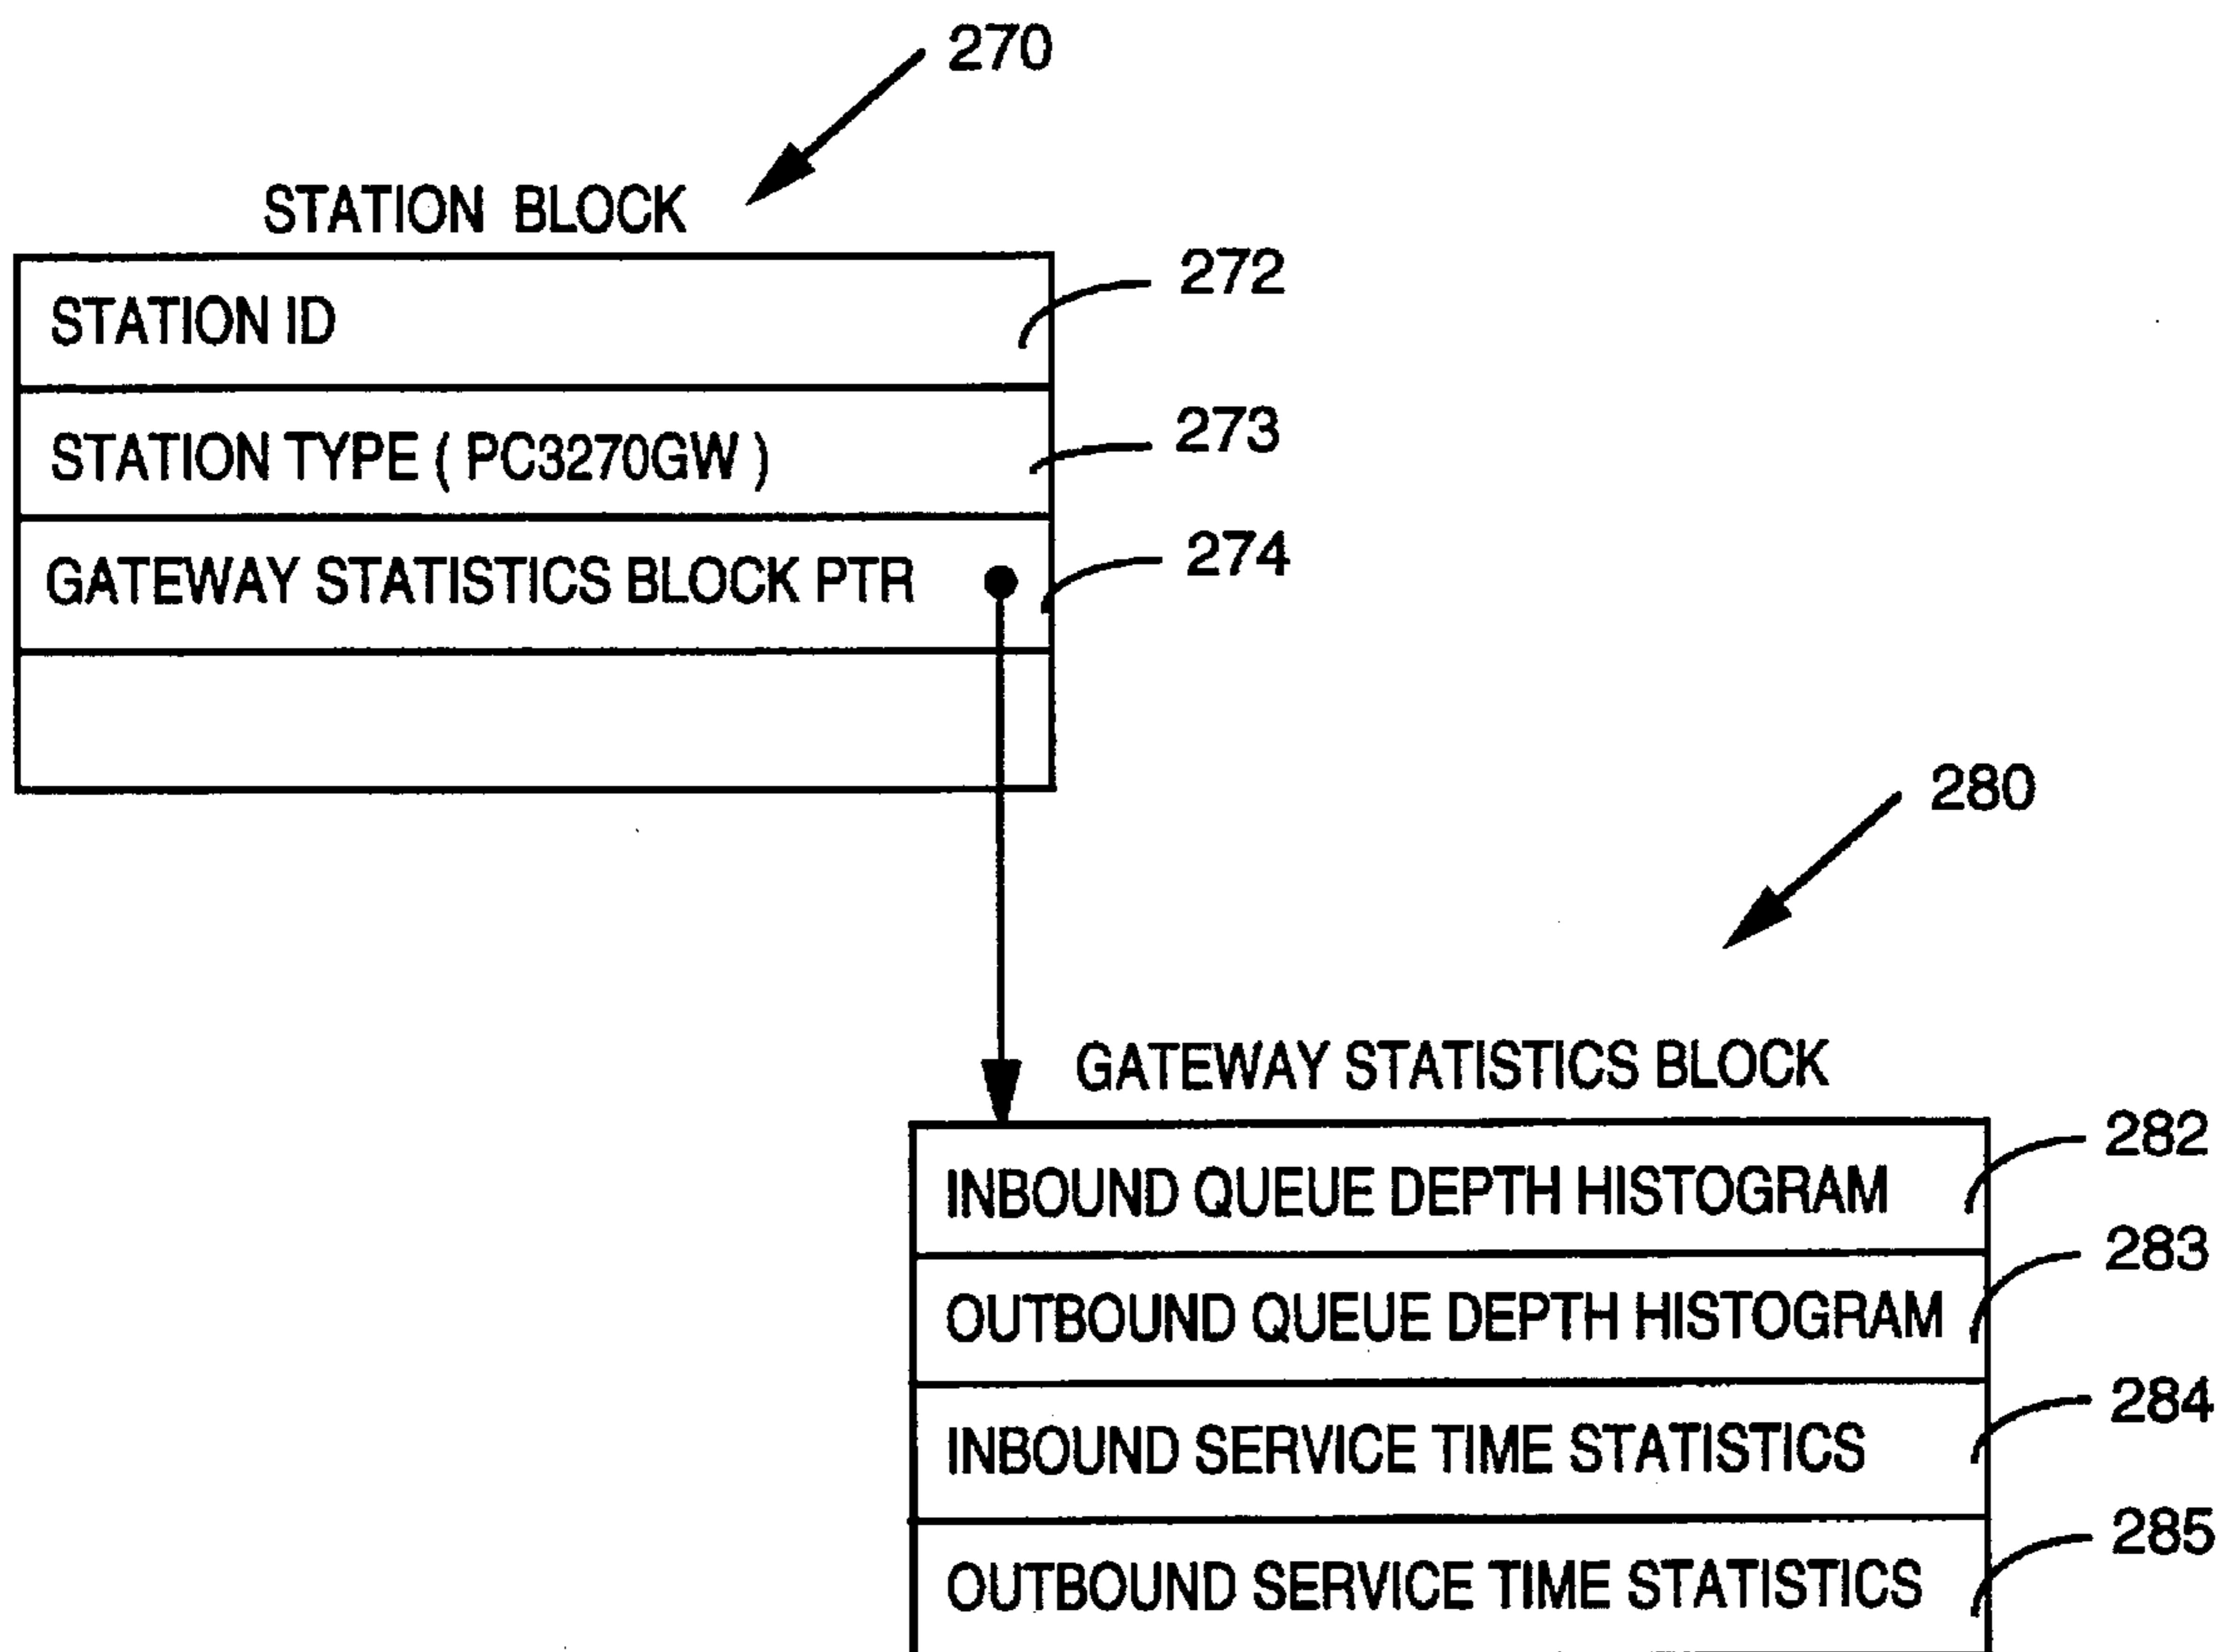 270
STATION BLOCK
STATION ID
272
STATION TYPE ( PC3270GW )
273
GATEWAY STATISTICS BLOCK PTR
274
280
GATEWAY STATISTICS BLOCK
INBOUND QUEUE DEPTH HISTOGRAM
282
OUTBOUND QUEUE DEPTH HISTOGRAM
283
INBOUND SERVICE TIME STATISTICS
284
OUTBOUND SERVICE TIME STATISTICS
285